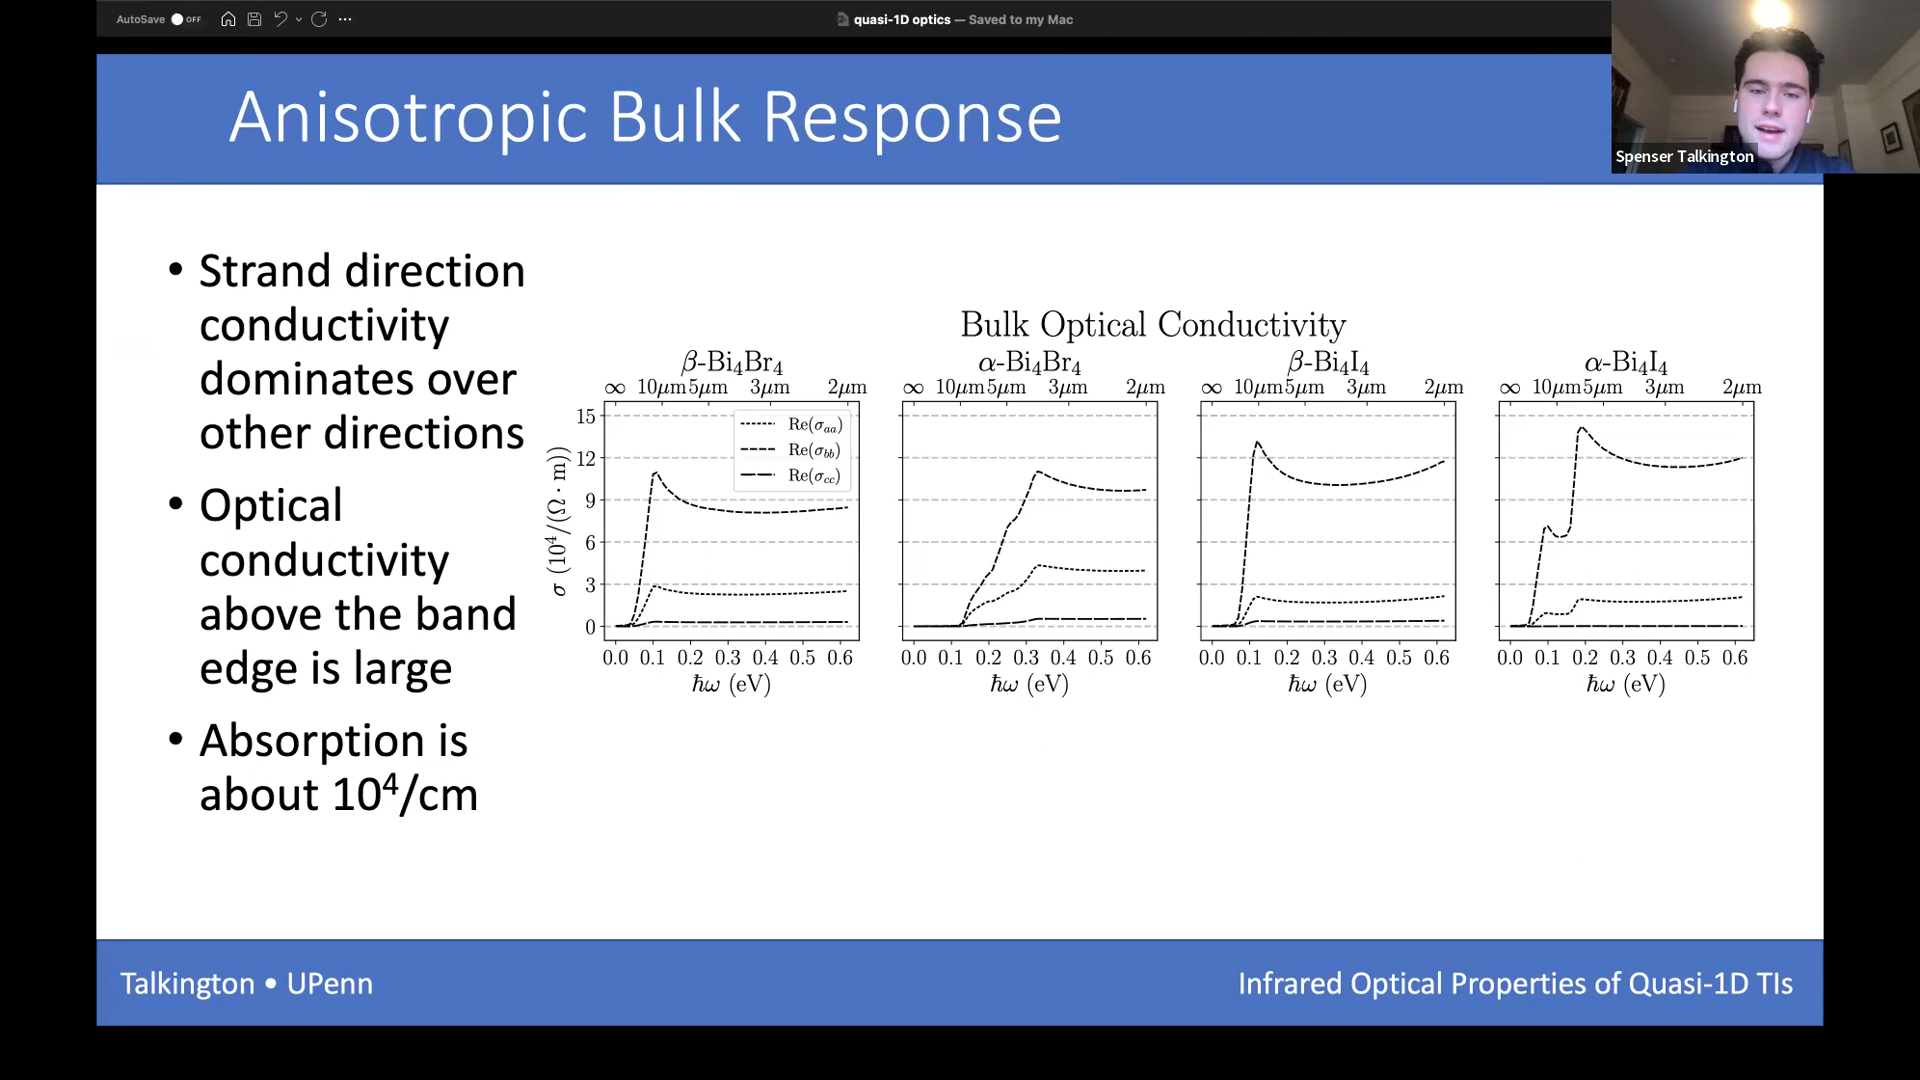 AutoSave OFF
quasi-1D optics — Saved to my Mac
Spenser Talkington
Anisotropic Bulk Response
• Strand direction
conductivity
dominates over
other directions
• Optical
conductivity
above the band
edge is large
• Absorption is
about 10⁴/cm
Bulk Optical Conductivity
β-Bi₄Br₄
∞ 10μm 5μm 3μm 2μm
Re(σaa)
Re(σbb)
Re(σcc)
σ (10⁴/(Ω · m))
15
12
9
6
3
0
0.0 0.1 0.2 0.3 0.4 0.5 0.6
ħω (eV)
α-Bi₄Br₄
∞ 10μm 5μm 3μm 2μm
0.0 0.1 0.2 0.3 0.4 0.5 0.6
ħω (eV)
β-Bi₄I₄
∞ 10μm 5μm 3μm 2μm
0.0 0.1 0.2 0.3 0.4 0.5 0.6
ħω (eV)
α-Bi₄I₄
∞ 10μm 5μm 3μm 2μm
0.0 0.1 0.2 0.3 0.4 0.5 0.6
ħω (eV)
Talkington • UPenn
Infrared Optical Properties of Quasi-1D TIs